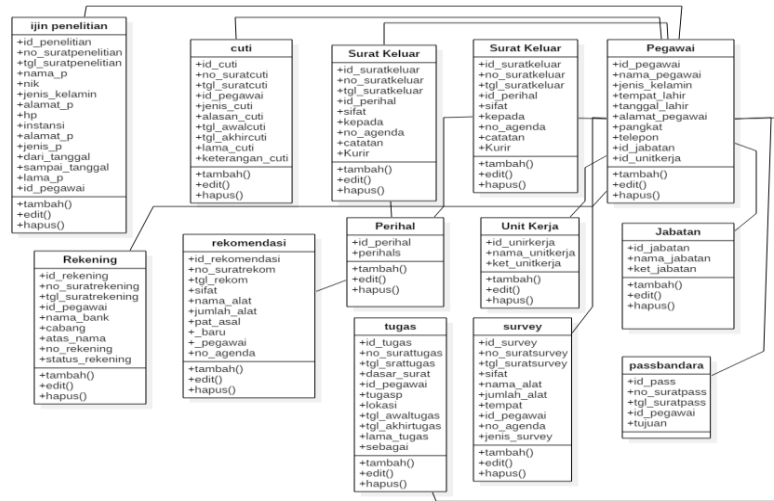 ijin penelitian
+id_penelitian
+no_suratpenelitian
+tgl_suratpenelitian
+nama_p
+nik
+jenis_kelamin
+alamat_p
+hp
+instansi
+alamat_p
+jenis_p
+dari_tanggal
+sampai_tanggal
+lama_p
+id_pegawai
+tambah()
+edit()
+hapus()
cuti
+id_cuti
+no_suratcuti
+tgl_suratcuti
+id_pegawai
+jenis_cuti
+alasan_cuti
+tgl_awalcuti
+tgl_akhircuti
+lama_cuti
+keterangan_cuti
+tambah()
+edit()
+hapus()
Surat Keluar
+id_suratkeluar
+no_suratkeluar
+tgl_suratkeluar
+id_perihal
+sifat
+kepada
+no_agenda
+catatan
+Kurir
+tambah()
+edit()
+hapus()
Surat Keluar
+id_suratkeluar
+no_suratkeluar
+tgl_suratkeluar
+id_perihal
+sifat
+kepada
+no_agenda
+catatan
+Kurir
+tambah()
+edit()
+hapus()
Pegawai
+id_pegawai
+nama_pegawai
+jenis_kelamin
+tempat_lahir
+tanggal_lahir
+alamat_pegawai
+pangkat
+telepon
+id_jabatan
+id_unitkerja
+tambah()
+edit()
+hapus()
Rekening
+id_rekening
+no_suratrekening
+tgl_suratrekening
+id_pegawai
+nama_bank
+cabang
+atas_nama
+no_rekening
+status_rekening
+tambah()
+edit()
+hapus()
rekomendasi
+id_rekomendasi
+no_suratrekom
+tgl_rekom
+sifat
+nama_alat
+jumlah_alat
+pat_asal
+_baru
+_pegawai
+no_agenda
+tambah()
+edit()
+hapus()
Perihal
+id_perihal
+perihals
+tambah()
+edit()
+hapus()
Unit Kerja
+id_unirkerja
+nama_unitkerja
+ket_unitkerja
+tambah()
+edit()
+hapus()
Jabatan
+id_jabatan
+nama_jabatan
+ket_jabatan
+tambah()
+edit()
+hapus()
tugas
+id_tugas
+no_surattugas
+tgl_srattugas
+dasar_surat
+id_pegawai
+tugasp
+lokasi
+tgl_awaltugas
+tgl_akhirtugas
+lama_tugas
+sebagai
+tambah()
+edit()
+hapus()
survey
+id_survey
+no_suratsurvey
+tgl_suratsurvey
+sifat
+nama_alat
+jumlah_alat
+tempat
+id_pegawai
+no_agenda
+jenis_survey
+tambah()
+edit()
+hapus()
passbandara
+id_pass
+no_suratpass
+tgl_suratpass
+id_pegawai
+tujuan